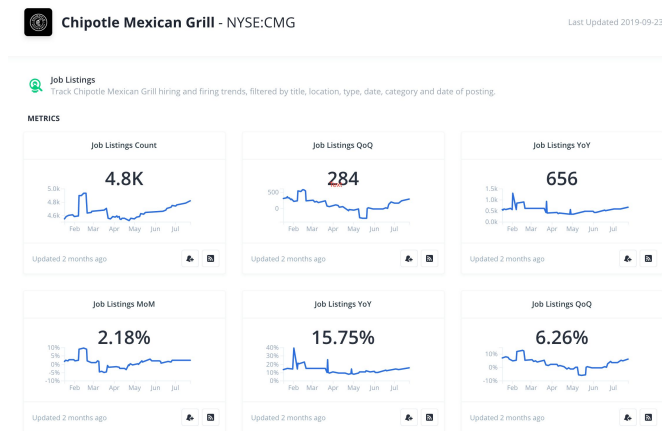 Chipotle Mexican Grill - NYSE:CMG
Last Updated 2019-09-23
Job Listings
Track Chipotle Mexican Grill hiring and firing trends, filtered by title, location, type, date, category and date of posting.
METRICS
Job Listings Count
4.8K
5.0k
4.8k
4.6k
Feb Mar Apr May Jun Jul
Updated 2 months ago
Job Listings QoQ
284
500
0
Feb Mar Apr May Jun Jul
Updated 2 months ago
Job Listings YoY
656
1.5k
1.0k
0.5k
0.0k
Feb Mar Apr May Jun Jul
Updated 2 months ago
Job Listings MoM
2.18%
10%
5%
0%
-5%
-10%
Feb Mar Apr May Jun Jul
Updated 2 months ago
Job Listings YoY
15.75%
40%
30%
20%
10%
0%
Feb Mar Apr May Jun Jul
Updated 2 months ago
Job Listings QoQ
6.26%
10%
0%
-10%
Feb Mar Apr May Jun Jul
Updated 2 months ago